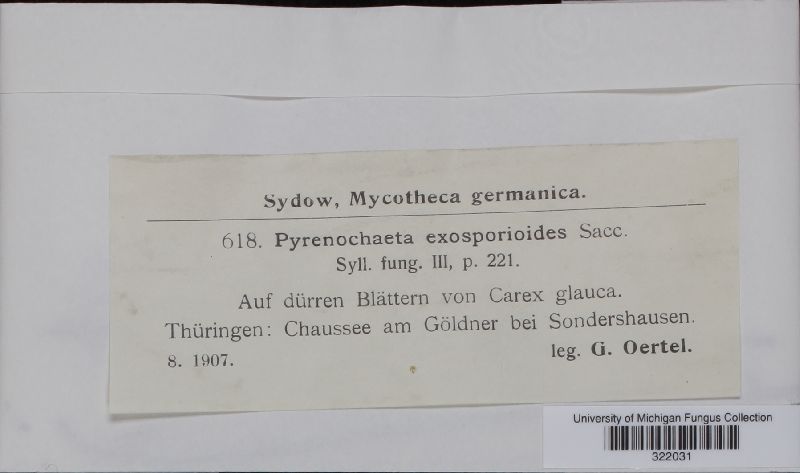 Sydow, Mycotheca germanica.
618. Pyrenochaeta exosporioides Sacc.
Syll. fung. III, p. 221.
Auf dürren Blättern von Carex glauca.
Thüringen: Chaussee am Göldner bei Sondershausen.
8. 1907. leg. G. Oertel.
University of Michigan Fungus Collection
322031